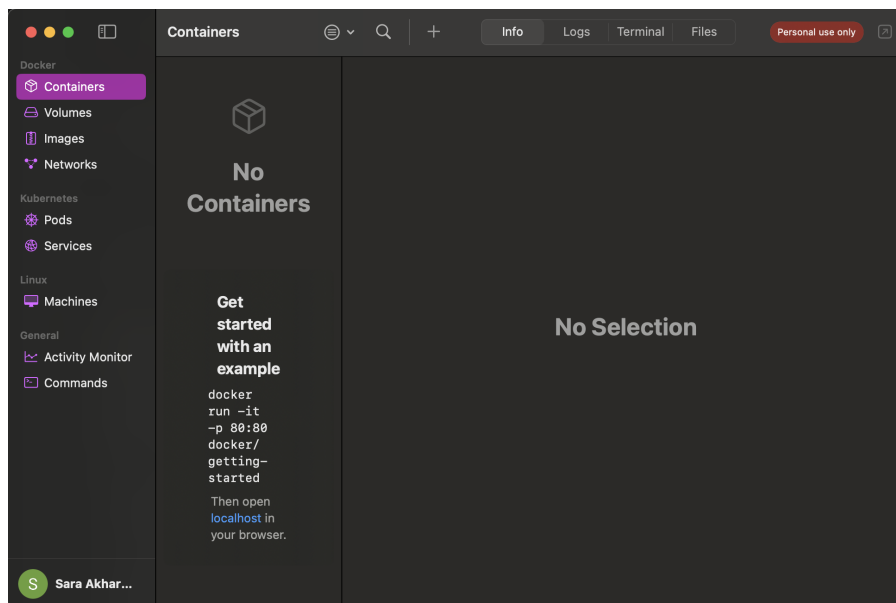 Containers
Info
Logs
Terminal
Files
Personal use only
Docker
Containers
Volumes
Images
Networks
Kubernetes
Pods
Services
Linux
Machines
General
Activity Monitor
Commands
S
Sara Akhar...
No
Containers
Get
started
with an
example
docker
run -it
-p 80:80
docker/
getting-
started
Then open
localhost in
your browser.
No Selection